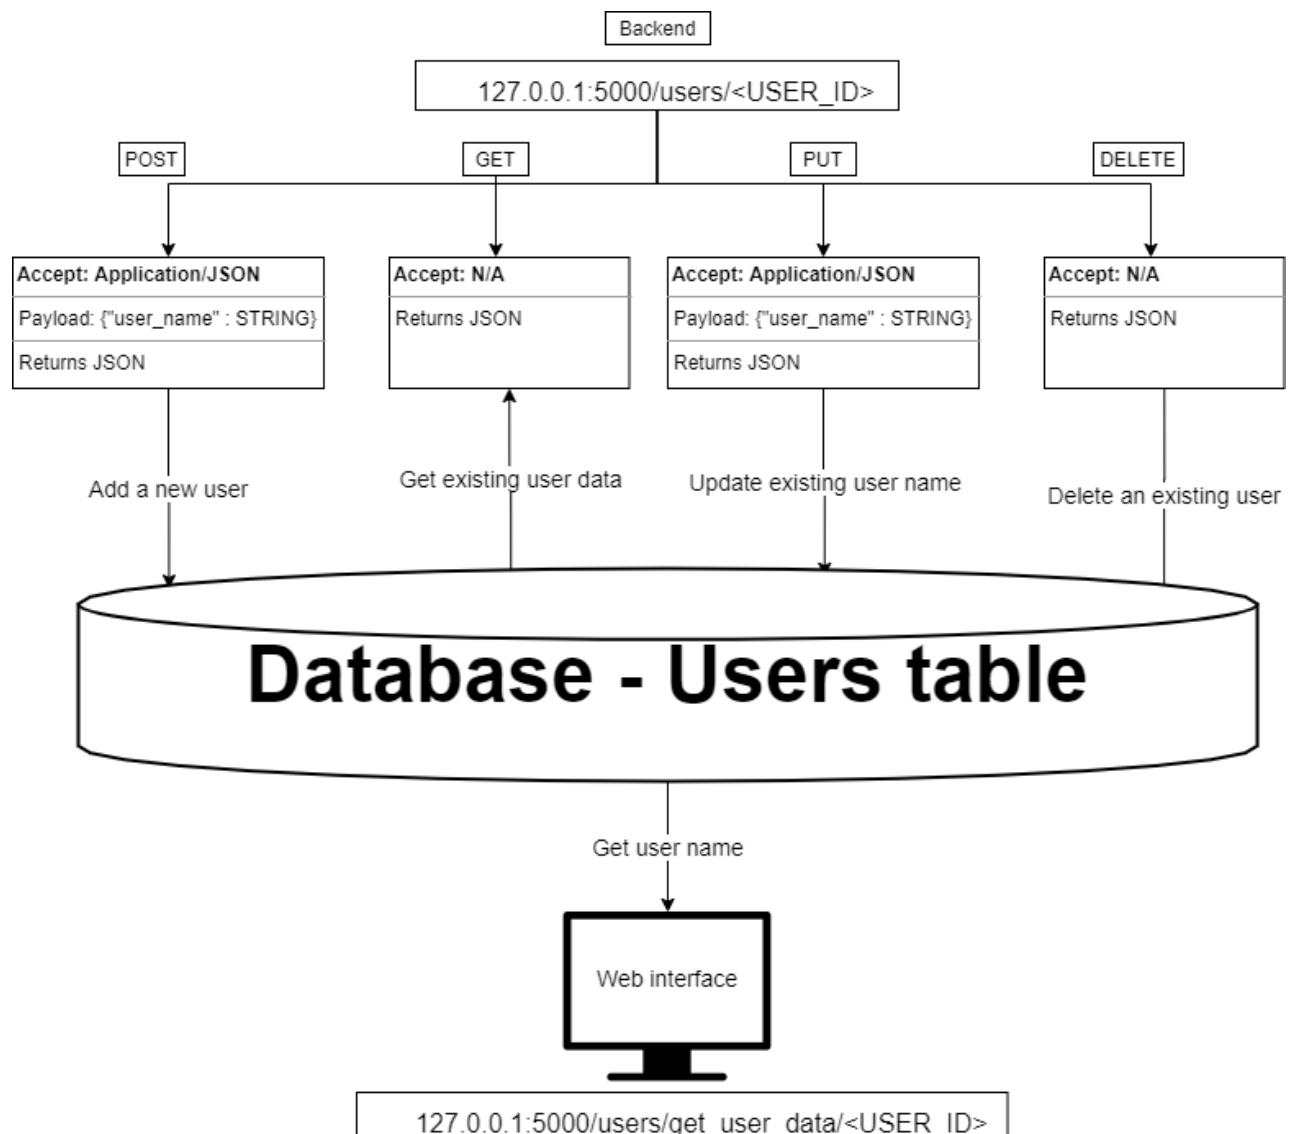 Backend
127.0.0.1:5000/users/<USER_ID>
POST
GET
PUT
DELETE
Accept: Application/JSON
Payload: {"user_name" : STRING}
Returns JSON
Accept: N/A
Returns JSON
Accept: Application/JSON
Payload: {"user_name" : STRING}
Returns JSON
Accept: N/A
Returns JSON
Add a new user
Get existing user data
Update existing user name
Delete an existing user
Database - Users table
Get user name
Web interface
127.0.0.1:5000/users/get_user_data/<USER_ID>